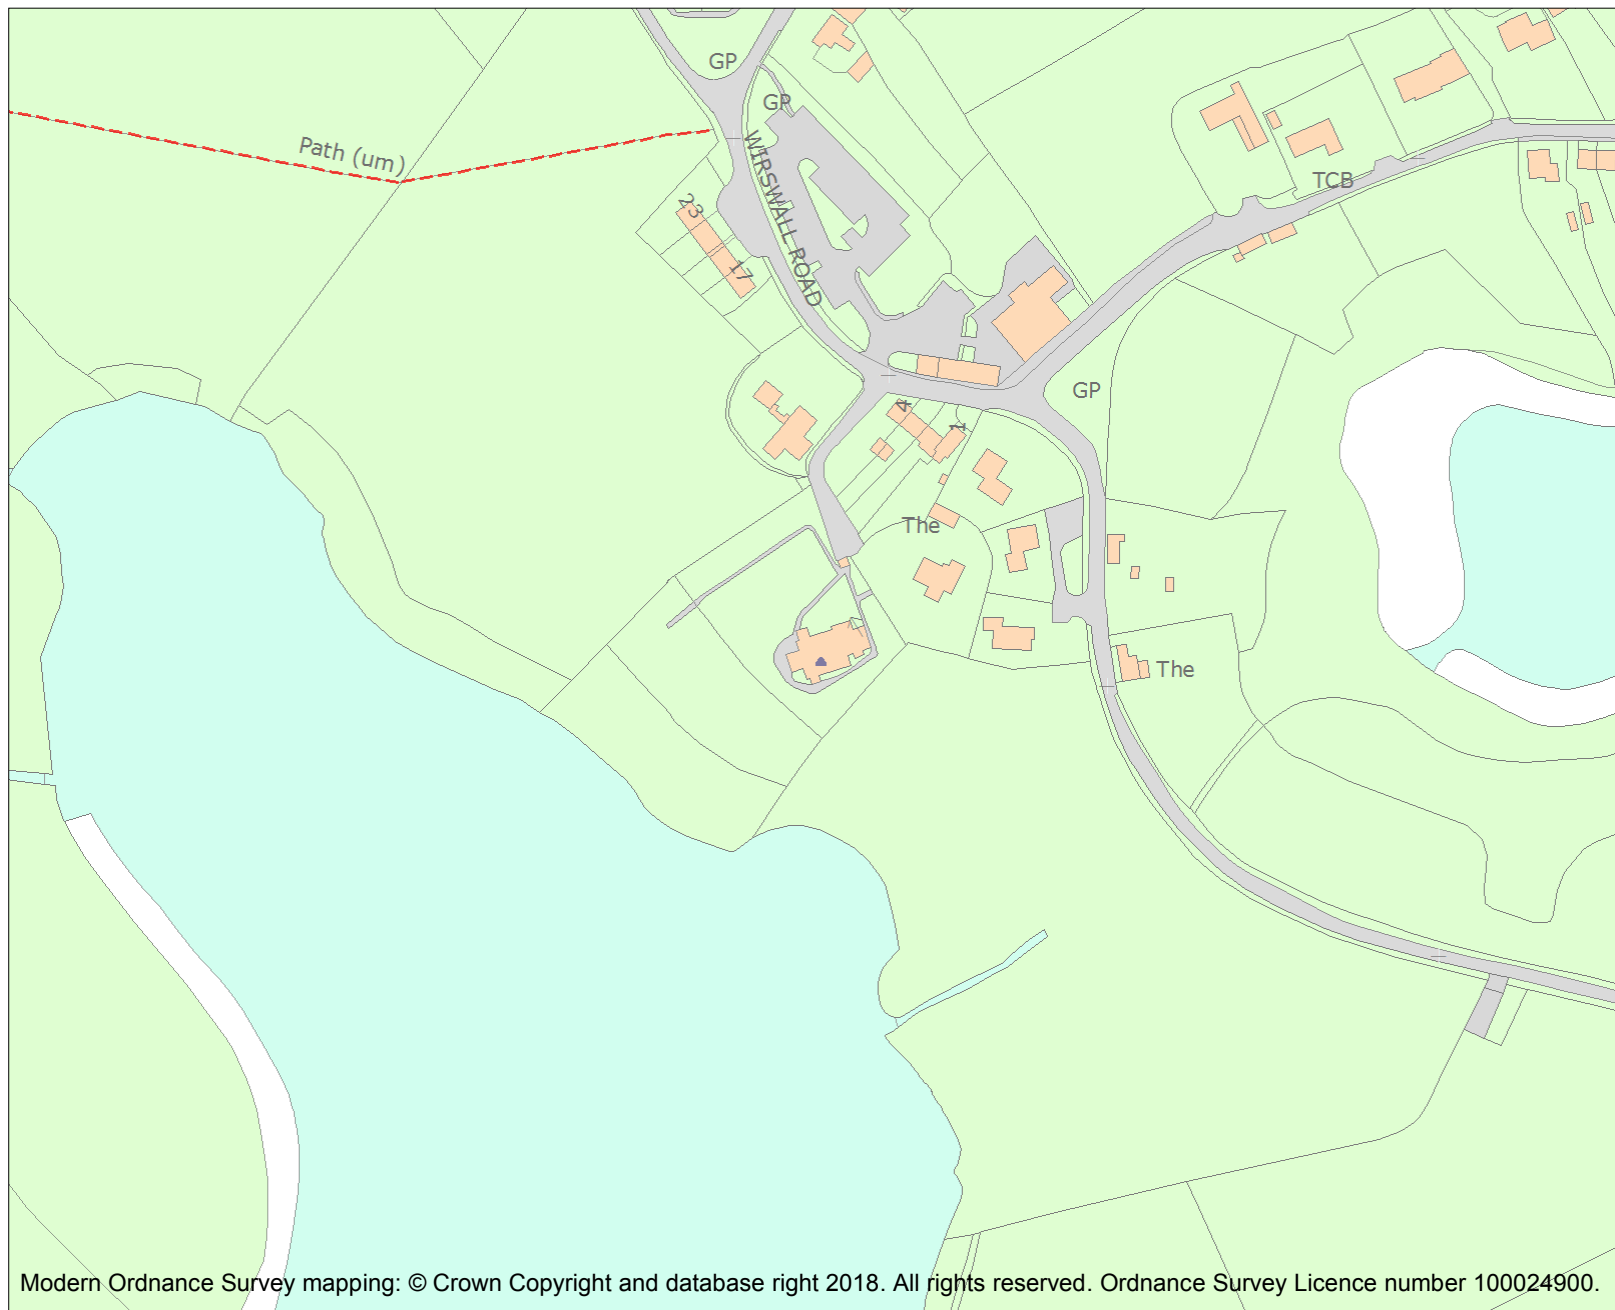 GP
GP
Path (um)
WIRSWALL ROAD
TCB
23
17
GP
4
1
The
The
Modern Ordnance Survey mapping: © Crown Copyright and database right 2018. All rights reserved. Ordnance Survey Licence number 100024900.